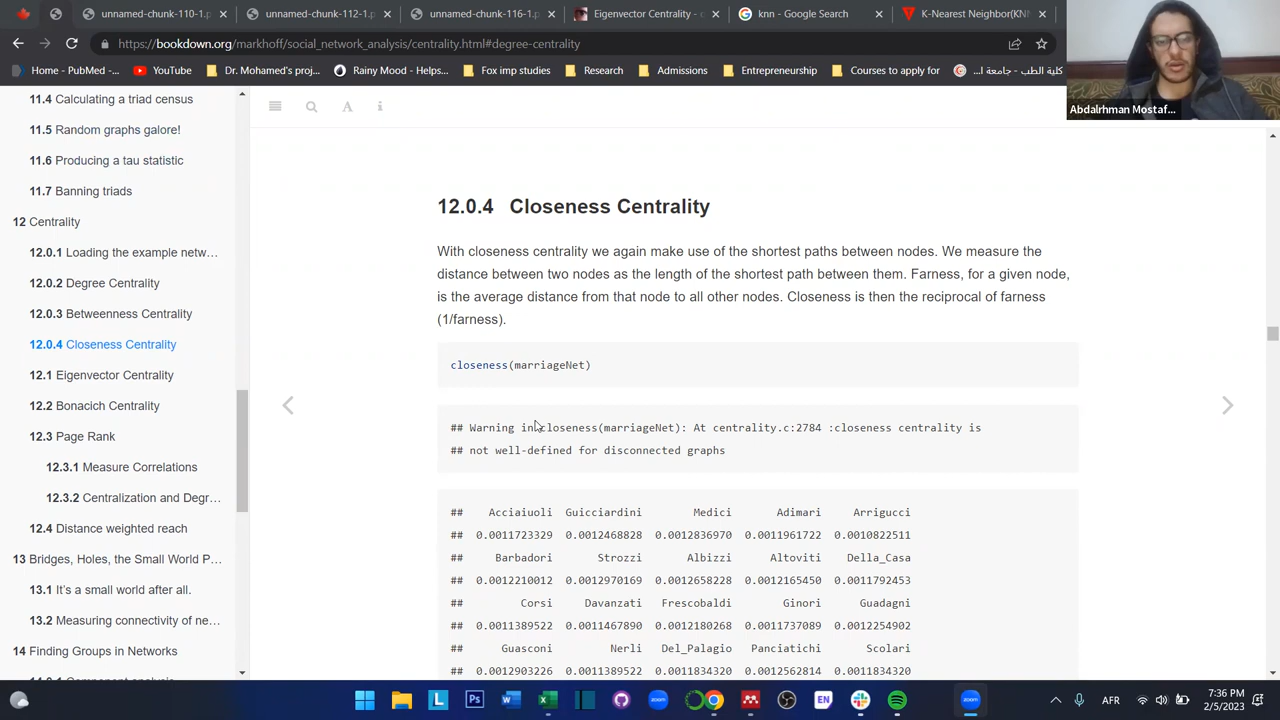 unnamed-chunk-110-1.p
unnamed-chunk-112-1.p
unnamed-chunk-116-1.p
Eigenvector Centrality -
knn - Google Search
K-Nearest Neighbor(KNN
https://bookdown.org/markhoff/social_network_analysis/centrality.html#degree-centrality
Home - PubMed -...
YouTube
Dr. Mohamed's proj...
Rainy Mood - Helps...
Fox imp studies
Research
Admission
Entrepreneurship
Courses to apply for
كلية الطب - جامعة ا...
Abdalrhman Mostaf...
11.4 Calculating a triad census
11.5 Random graphs galore!
11.6 Producing a tau statistic
11.7 Banning triads
12 Centrality
12.0.1 Loading the example netw...
12.0.2 Degree Centrality
12.0.3 Betweenness Centrality
12.0.4 Closeness Centrality
12.1 Eigenvector Centrality
12.2 Bonacich Centrality
12.3 Page Rank
12.3.1 Measure Correlations
12.3.2 Centralization and Degr...
12.4 Distance weighted reach
13 Bridges, Holes, the Small World P...
13.1 It's a small world after all.
13.2 Measuring connectivity of ne...
14 Finding Groups in Networks
12.0.4 Closeness Centrality
With closeness centrality we again make use of the shortest paths between nodes. We measure the
distance between two nodes as the length of the shortest path between them. Farness, for a given node,
is the average distance from that node to all other nodes. Closeness is then the reciprocal of farness
(1/farness).
closeness(marriageNet)
## Warning in closeness(marriageNet): At centrality.c:2784 :closeness centrality is
## not well-defined for disconnected graphs
## Acciaiuoli Guicciardini Medici Adimari Arrigucci
## 0.0011723329 0.0012468828 0.0012836970 0.0011961722 0.0010822511
## Barbadori Strozzi Albizzi Altoviti Della_Casa
## 0.0012210012 0.0012970169 0.0012658228 0.0012165450 0.0011792453
## Corsi Davanzati Frescobaldi Ginori Guadagni
## 0.0011389522 0.0011467890 0.0012180268 0.0011737089 0.0012254902
## Guasconi Nerli Del_Palagio Panciatichi Scolari
## 0.0012903226 0.0011389522 0.0011834320 0.0012562814 0.0011834320
AFR
7:36 PM
2/5/2023